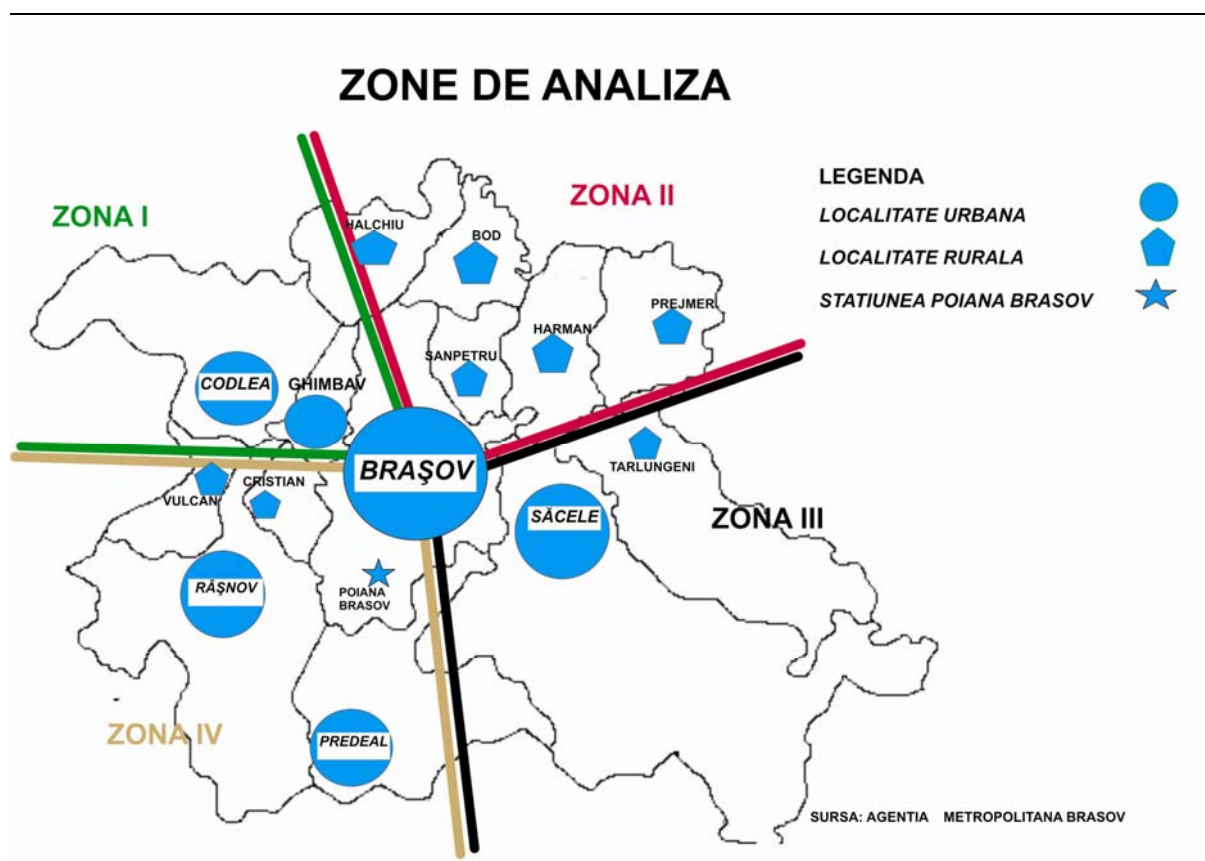 ZONE DE ANALIZA
ZONA I
ZONA II
LEGENDA
LOCALITATE URBANA
LOCALITATE RURALA
STATIUNEA POIANA BRASOV
HALCHIU
BOD
PREJMER
HARMAN
SANPETRU
CODLEA
GHIMBAV
BRAŞOV
TARLUNGENI
VULCAN
CRISTIAN
SĂCELE
ZONA III
RÂŞNOV
POIANA
BRASOV
ZONA IV
PREDEAL
SURSA: AGENTIA METROPOLITANA BRASOV